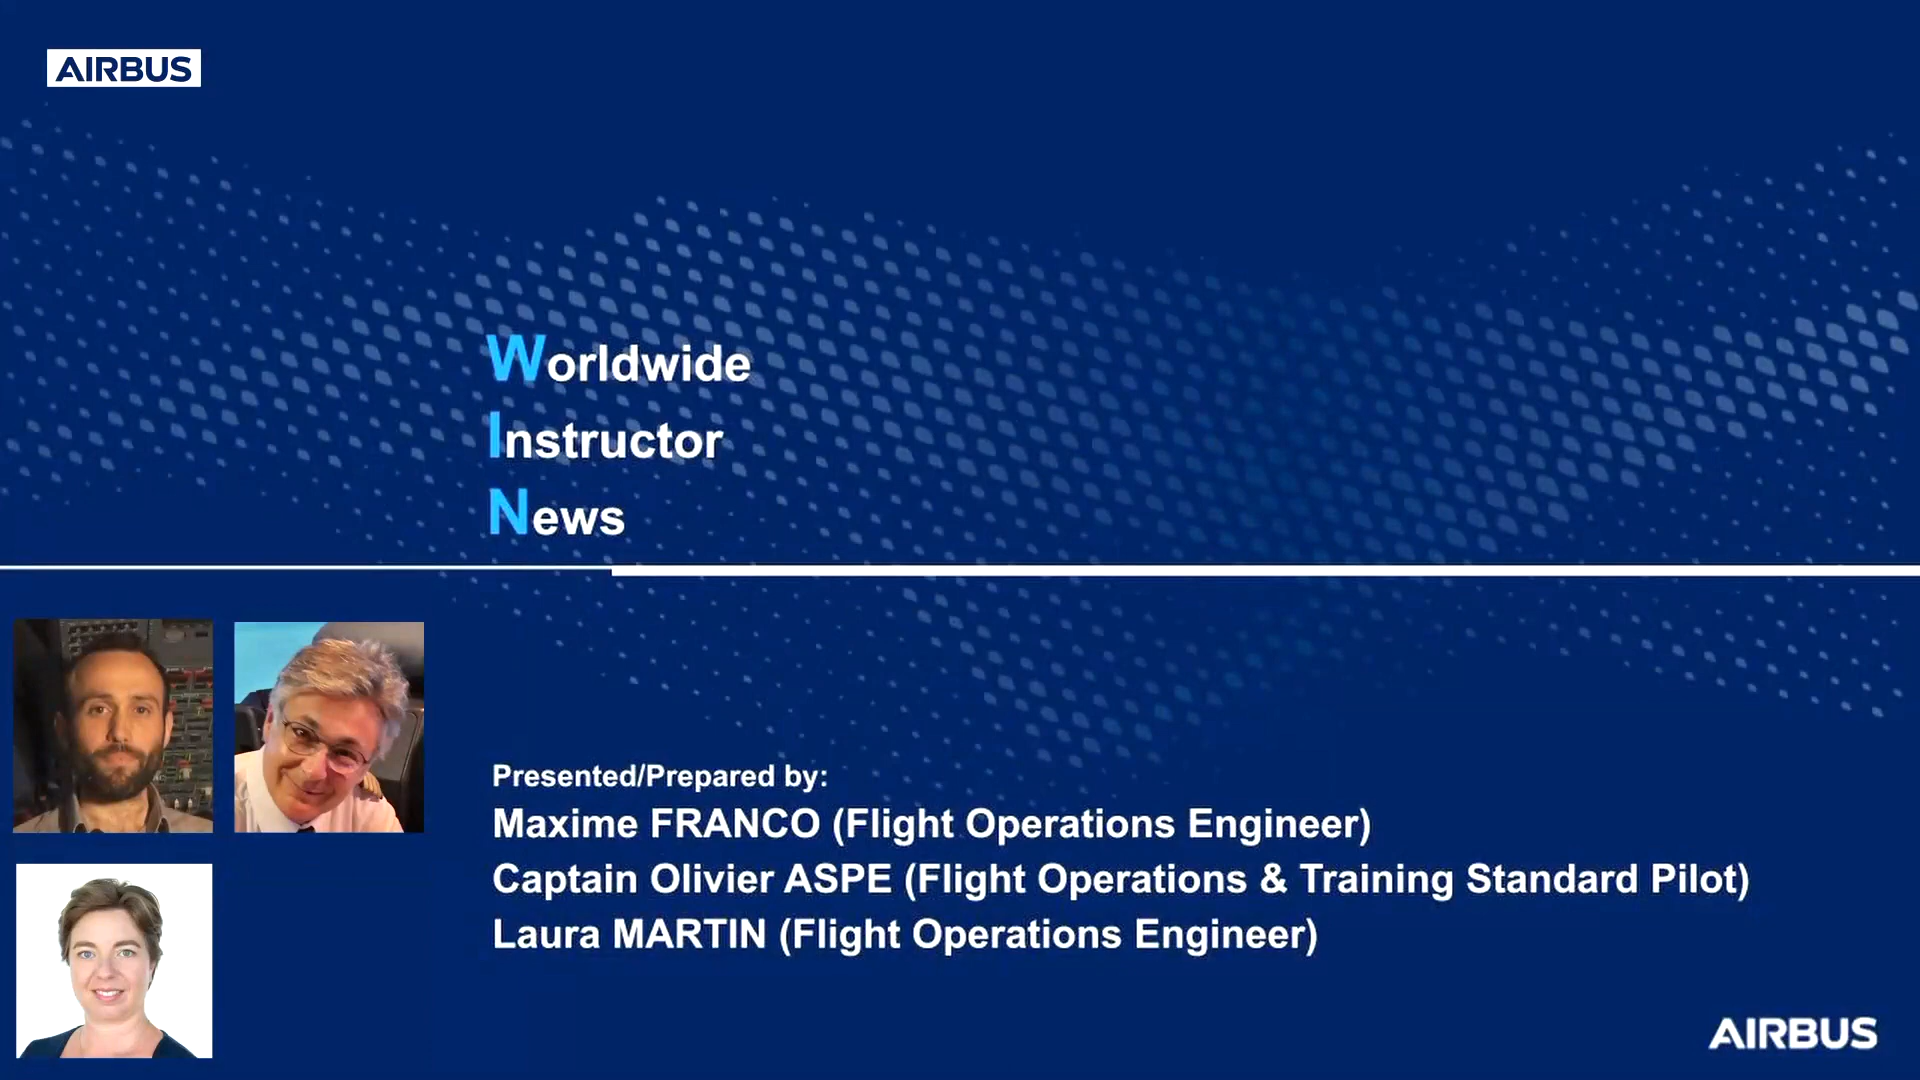 AIRBUS
Worldwide
Instructor
News
Presented/Prepared by:
Maxime FRANCO (Flight Operations Engineer)
Captain Olivier ASPE (Flight Operations & Training Standard Pilot)
Laura MARTIN (Flight Operations Engineer)
AIRBUS